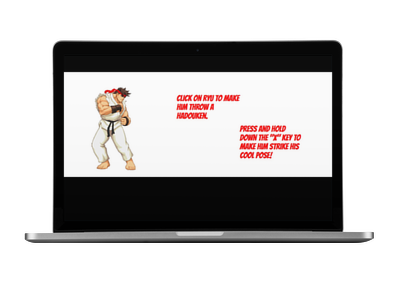 CLICK ON RYU TO MAKE
HIM THROW A
HADOUKEN.
PRESS AND HOLD
DOWN THE "X" KEY TO
MAKE HIM STRIKE HIS
COOL POSE!